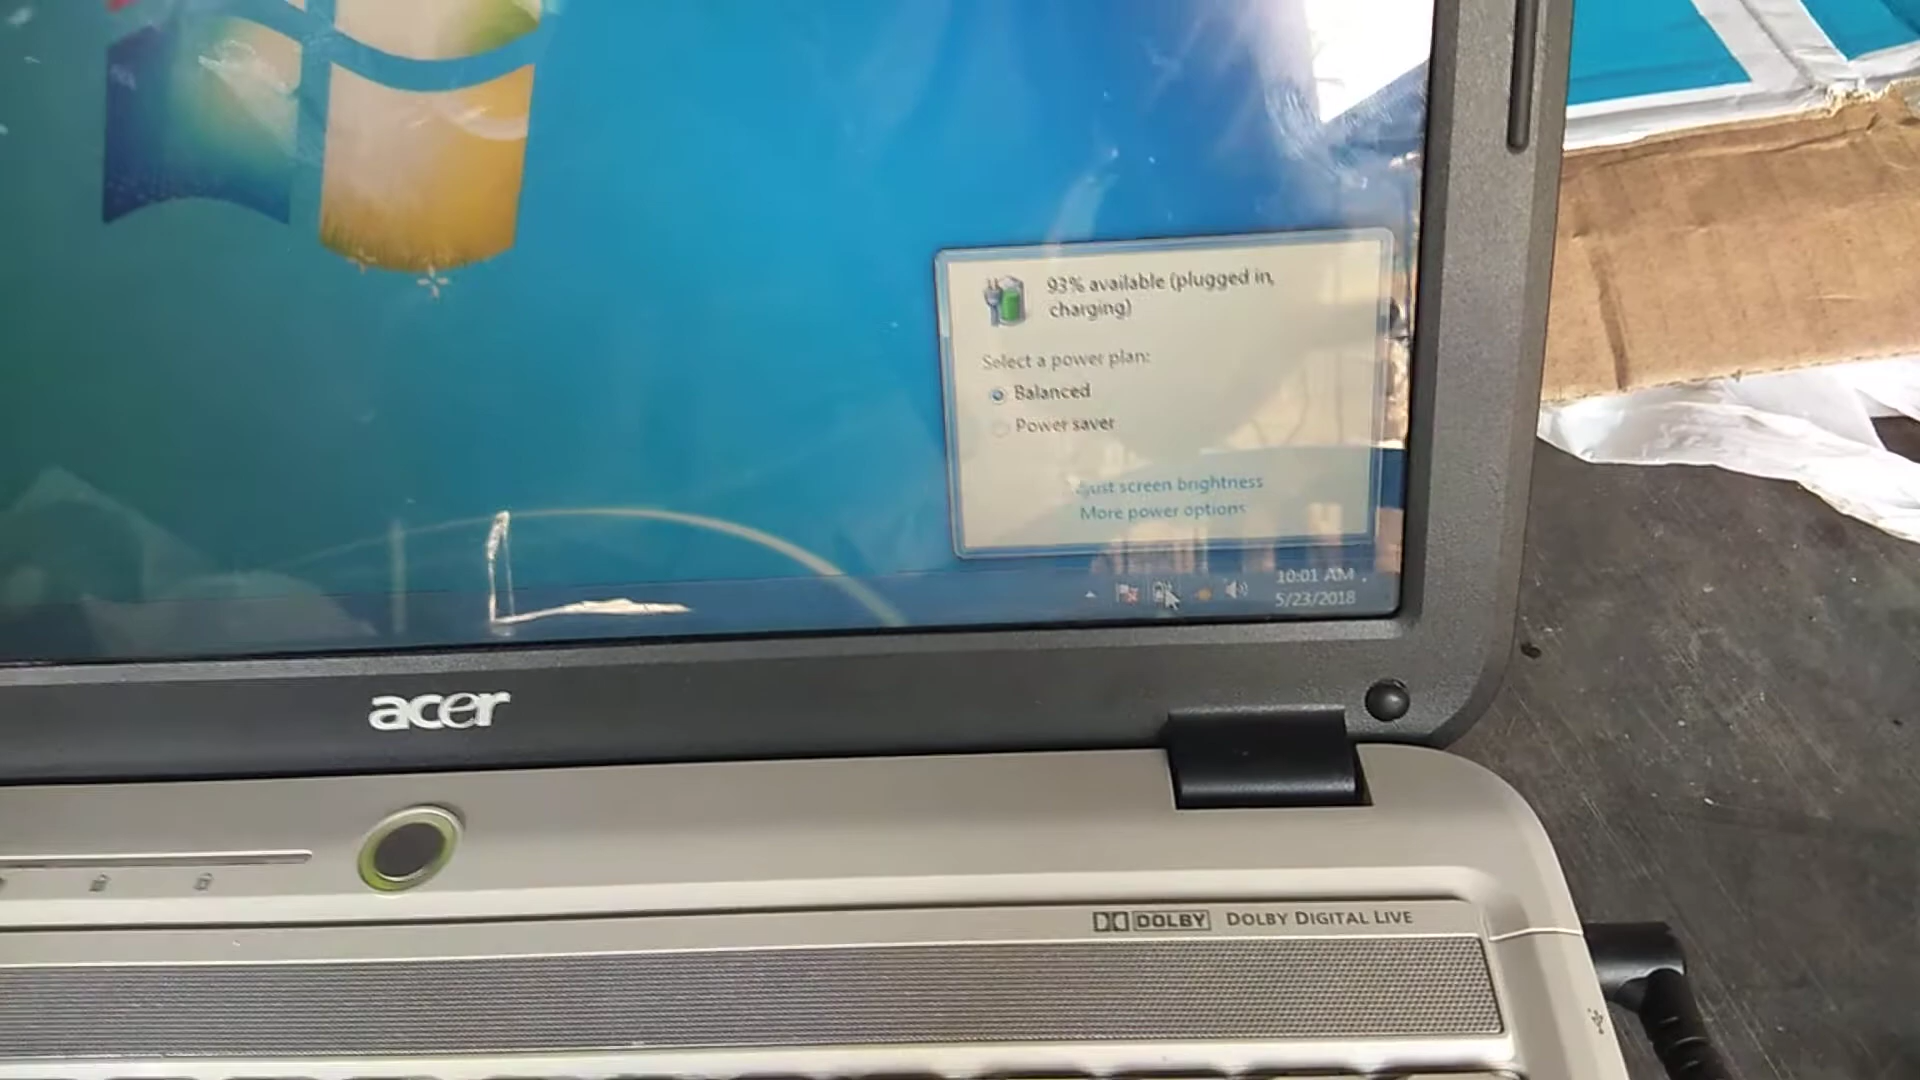 93% available (plugged in,
charging)
Select a power plan:
Balanced
Power saver
screen brightness
More power options
10:01 AM
5/23/2018
acer
DOLBY DOLBY DIGITAL LIVE